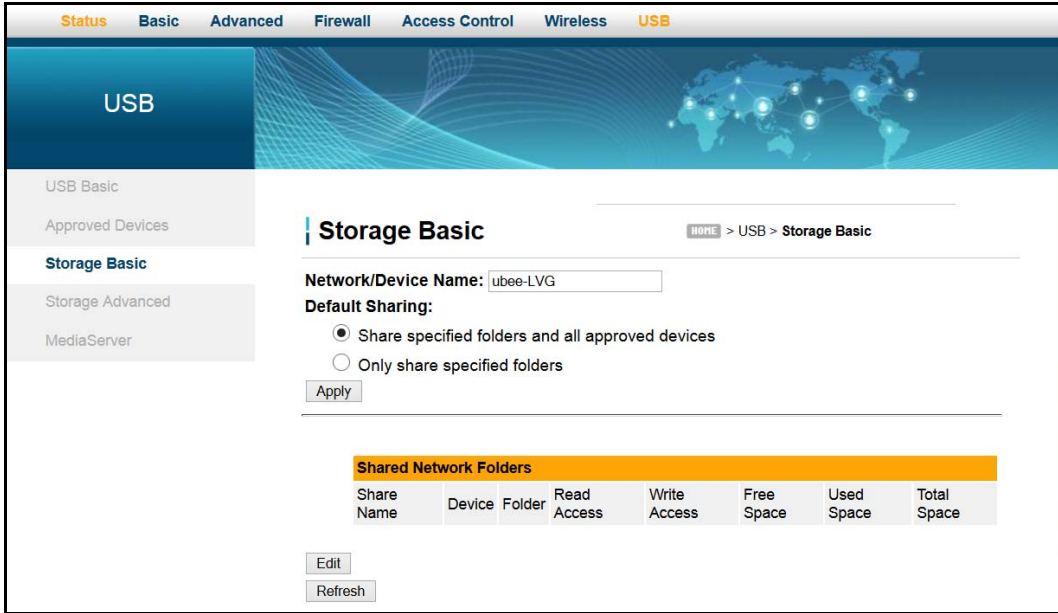 Status Basic Advanced Firewall Access Control Wireless USB
USB
USB Basic
Approved Devices
Storage Basic
Storage Advanced
MediaServer
Storage Basic
HOME > USB > Storage Basic
Network/Device Name: ubee-LVG
Default Sharing:
Share specified folders and all approved devices
Only share specified folders
Apply
Shared Network Folders
Share Name Device Folder Read Access Write Access Free Space Used Space Total Space
Edit
Refresh